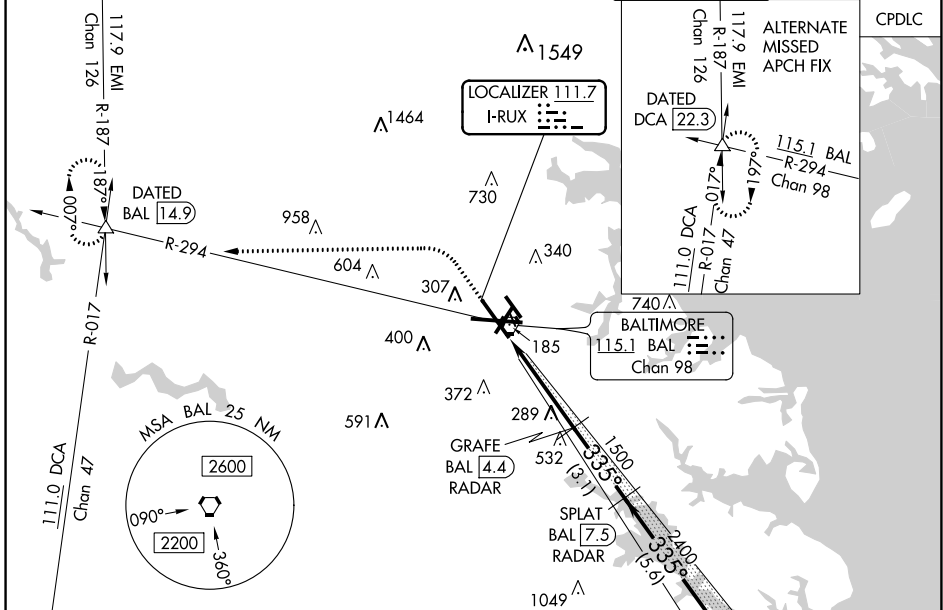 117.9 EMI
Chan 126
R-187
187°
007°
DATED
BAL 14.9
R-294
R-017
111.0 DCA
Chan 47
1549
1464
LOCALIZER 111.7
I-RUX
730
958
604
340
307
400
185
740
BALTIMORE
115.1 BAL
Chan 98
372
591
289
532
GRAFE
BAL 4.4
RADAR
335°
1500
(3.1)
SPLAT
BAL 7.5
RADAR
335°
2400
(5.6)
1049
MSA BAL 25 NM
2600
090°
2200
360°
117.9 EMI
R-187
Chan 126
ALTERNATE
MISSED
APCH FIX
DATED
DCA 22.3
115.1 BAL
R-294
Chan 98
017°
197°
111.0 DCA
R-017
Chan 47
CPDLC